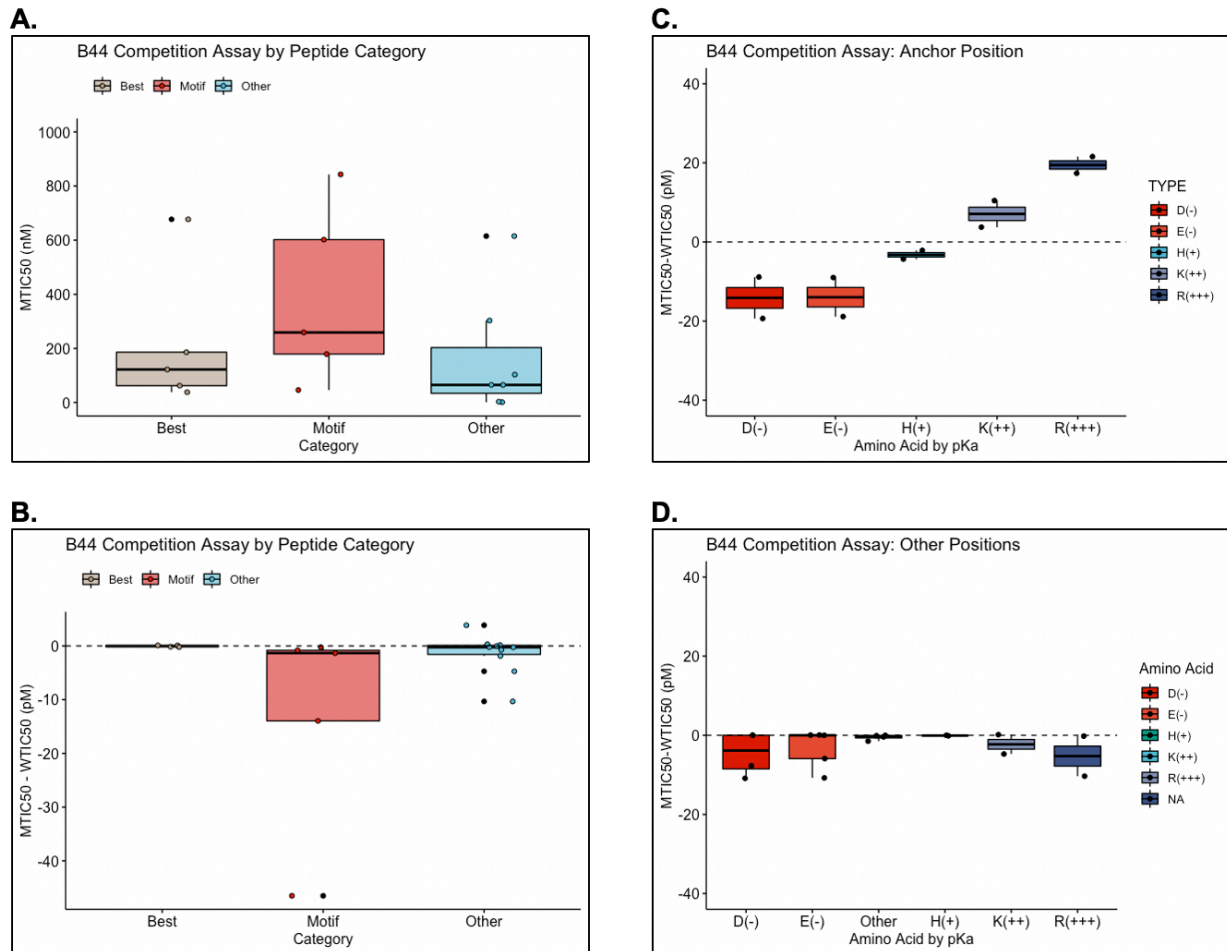 A.
B44 Competition Assay by Peptide Category
Best Motif Other
MTIC50 (nM)
1000
800
600
400
200
0
Best Motif Other
Category
B.
B44 Competition Assay by Peptide Category
Best Motif Other
MTIC50 - WTIC50 (pM)
0
-10
-20
-30
-40
Best Motif Other
Category
C.
B44 Competition Assay: Anchor Position
MTIC50-WTIC50 (pM)
40
20
0
-20
-40
D(-) E(-) H(+) K(++) R(+++)
Amino Acid by pKa
TYPE
D(-)
E(-)
H(+)
K(++)
R(+++)
D.
B44 Competition Assay: Other Positions
MTIC50-WTIC50 (pM)
40
20
0
-20
-40
D(-) E(-) Other H(+) K(++) R(+++)
Amino Acid by pKa
Amino Acid
D(-)
E(-)
H(+)
K(++)
R(+++)
NA